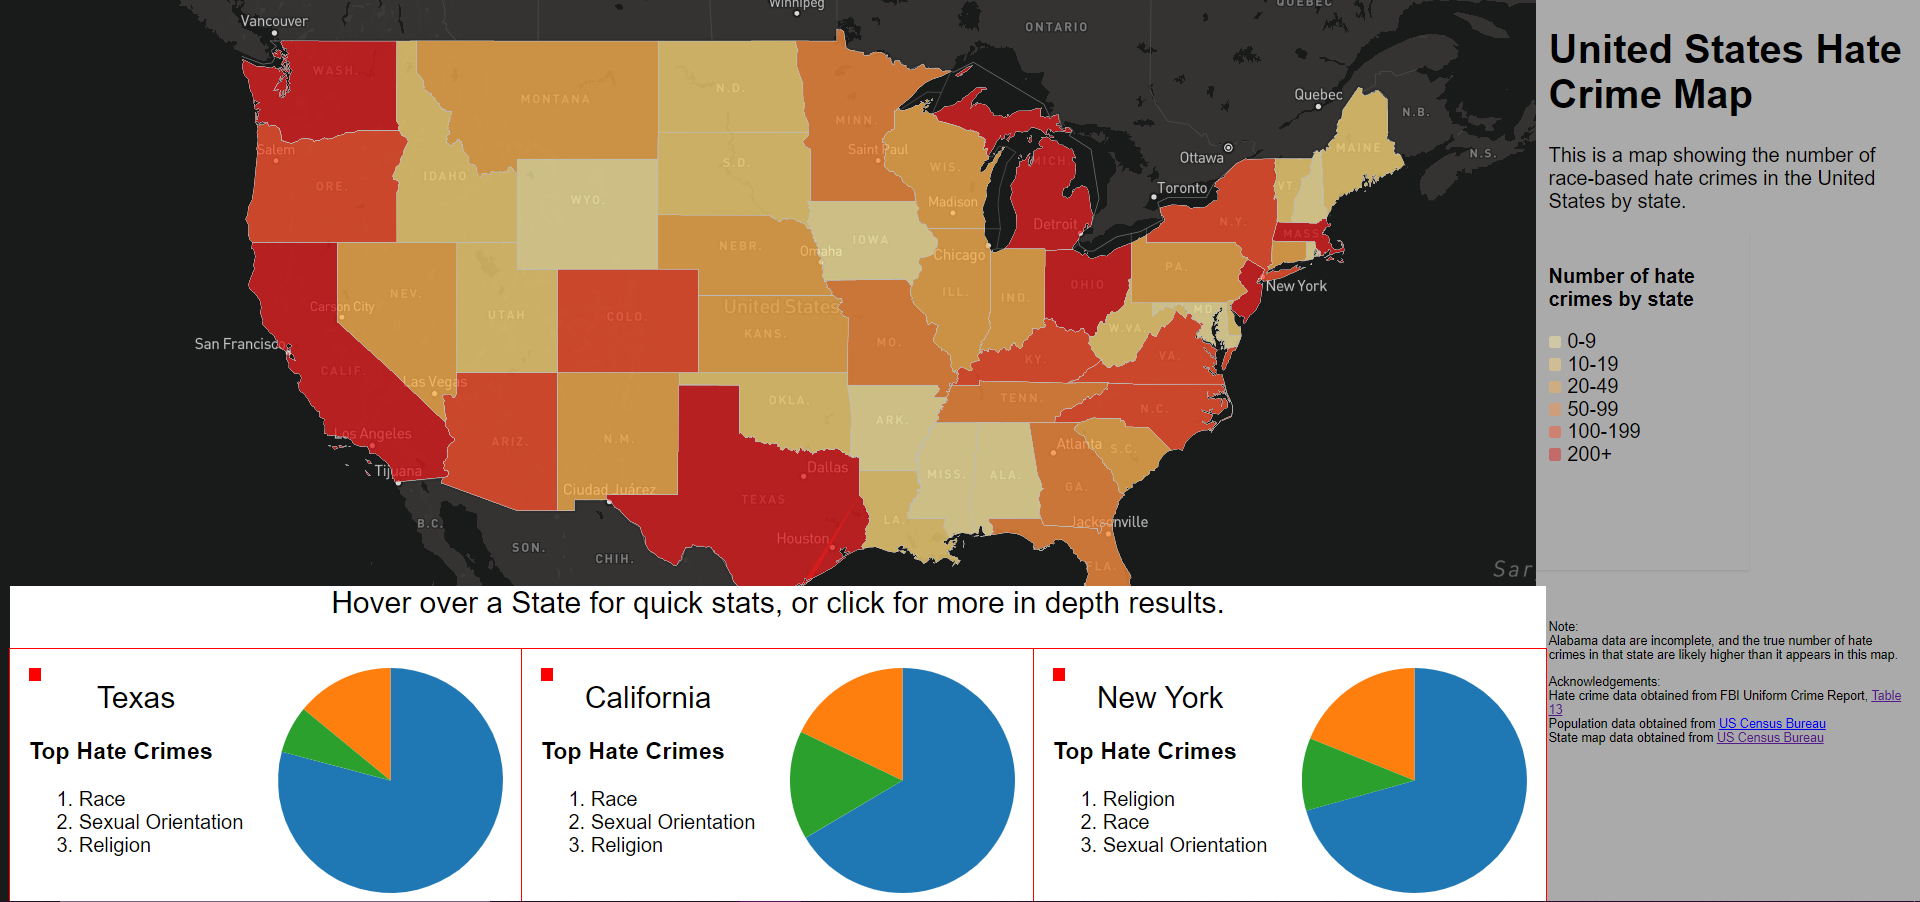 Vancouver
Winnipeg
ONTARIO
QUEBEC
WASH.
MONTANA
N.D.
MINN.
Quebec
N.B.
Salem
ORE.
IDAHO
WYO.
S.D.
Saint Paul
WIS.
Madison
MICH.
Detroit
Ottawa
Toronto
VT.
MAINE
N.S.
N.Y.
MASS.
NEBR.
Omaha
IOWA
Chicago
PA.
NEV.
Carson City
UTAH
COLO.
United States
KANS.
ILL.
IND.
OHIO
New York
MD.
W.VA.
VA.
San Francisco
CALIF.
Las Vegas
MO.
KY.
Los Angeles
Tijuana
ARIZ.
N.M.
OKLA.
ARK.
TENN.
N.C.
Atlanta
S.C.
Ciudad Juárez
Dallas
TEXAS
MISS.
ALA.
GA.
B.C.
SON.
CHIH.
Houston
LA.
Jacksonville
FLA.
Sar
United States Hate
Crime Map
This is a map showing the number of
race-based hate crimes in the United
States by state.
Number of hate
crimes by state
0-9
10-19
20-49
50-99
100-199
200+
Hover over a State for quick stats, or click for more in depth results.
Texas
Top Hate Crimes
1. Race
2. Sexual Orientation
3. Religion
California
Top Hate Crimes
1. Race
2. Sexual Orientation
3. Religion
New York
Top Hate Crimes
1. Religion
2. Race
3. Sexual Orientation
Note:
Alabama data are incomplete, and the true number of hate
crimes in that state are likely higher than it appears in this map.
Acknowledgements:
Hate crime data obtained from FBI Uniform Crime Report, Table
13
Population data obtained from US Census Bureau
State map data obtained from US Census Bureau